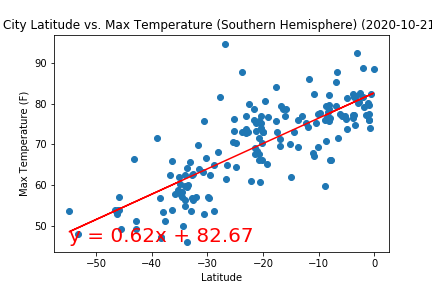 City Latitude vs. Max Temperature (Southern Hemisphere) (2020-10-21
Max Temperature (F)
90
80
70
60
50
y = 0.62x + 82.67
−50 −40 −30 −20 −10 0
Latitude